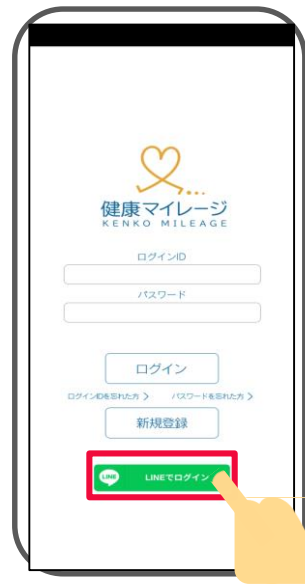 健康マイレージ
KENKO MILEAGE
ログインID
パスワード
ログイン
ログインIDを忘れた方 > パスワードを忘れた方 >
新規登録
LINE LINEでログイン